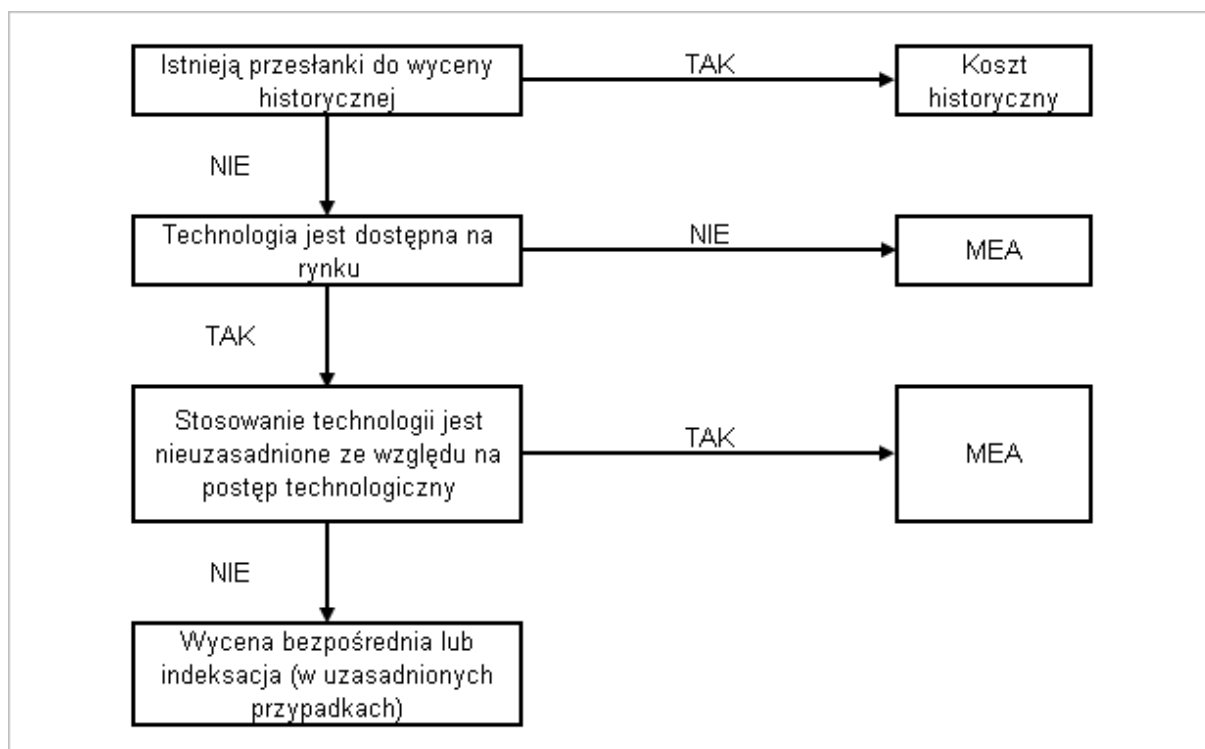 Istnieją przesłanki do wyceny
historycznej
TAK
Koszt
historyczny
NIE
Technologia jest dostępna na
rynku
NIE
MEA
TAK
Stosowanie technologii jest
nieuzasadnione ze względu na
postęp technologiczny
TAK
MEA
NIE
Wycena bezpośrednia lub
indeksacja (w uzasadnionych
przypadkach)